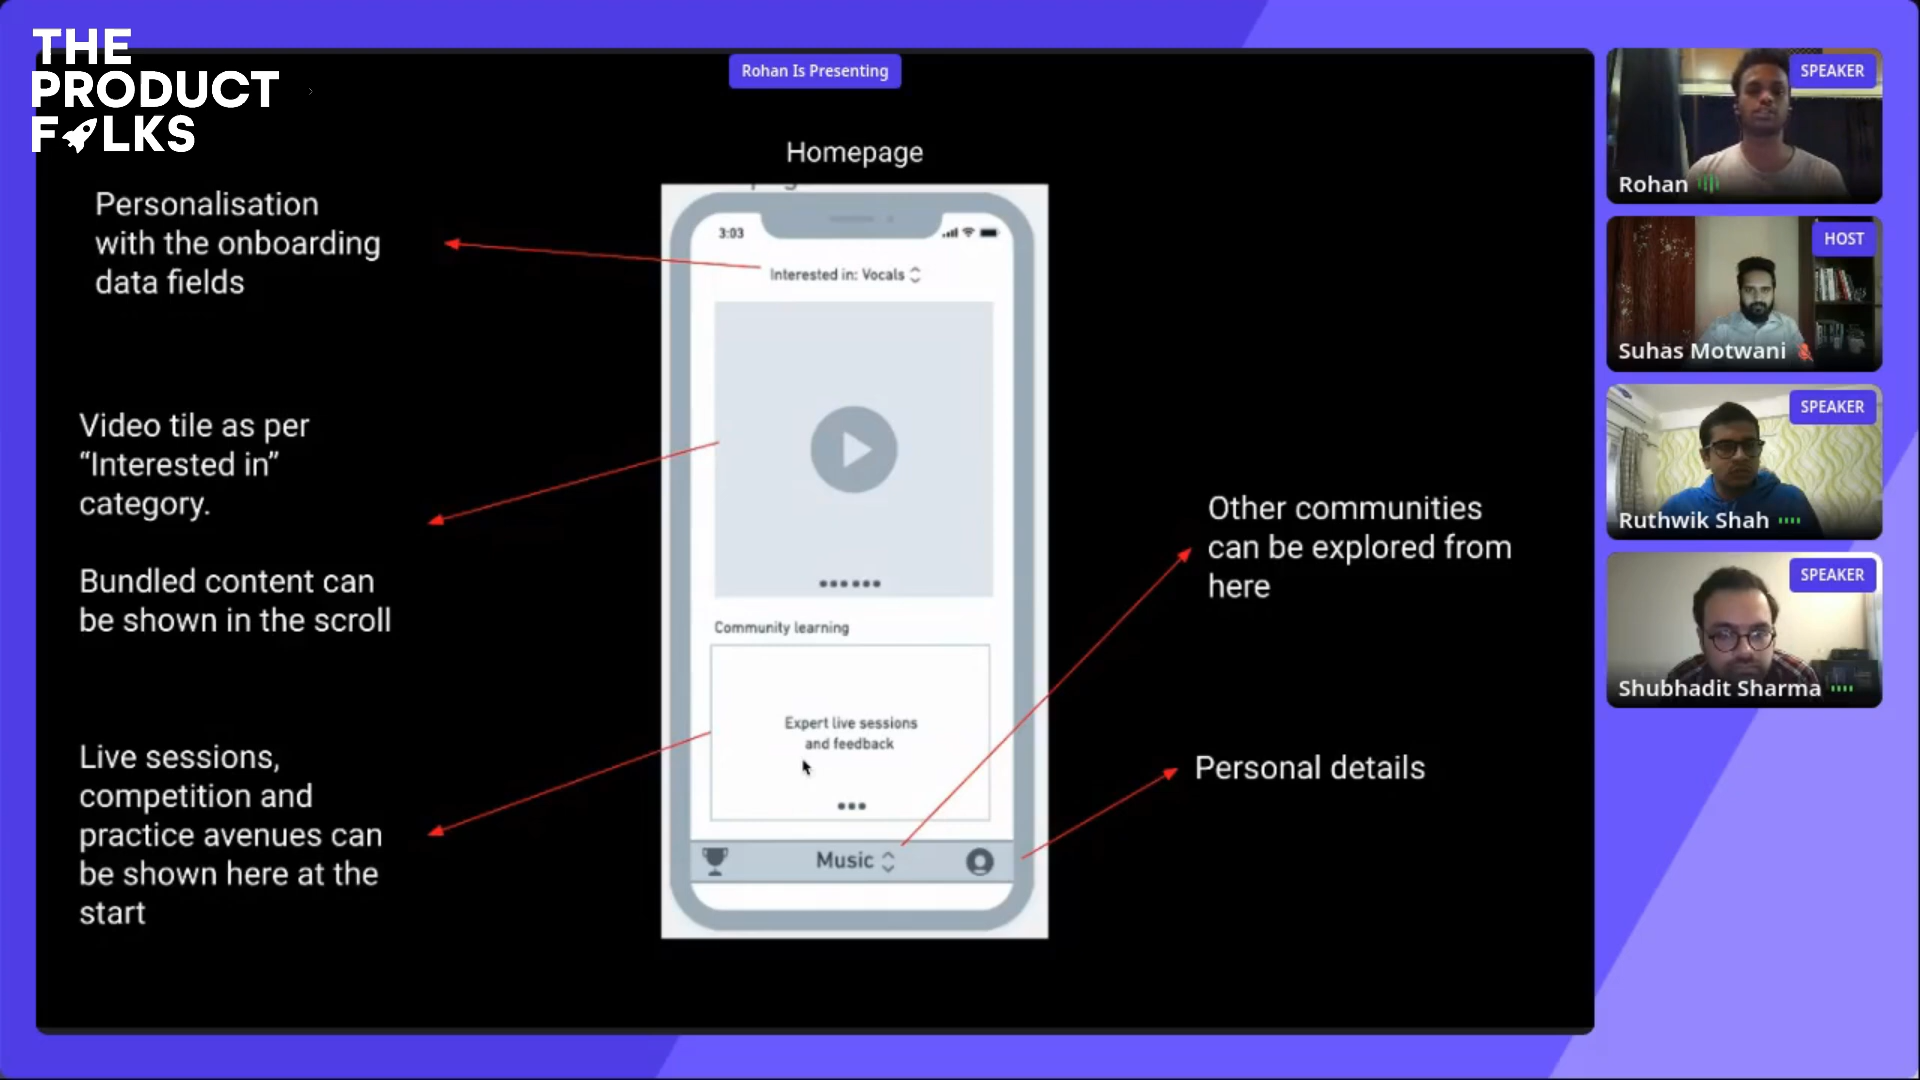 THE
PRODUCT
FOLKS
Rohan Is Presenting
Homepage
Personalisation
with the onboarding
data fields
Video tile as per
“Interested in”
category.
Bundled content can
be shown in the scroll
Live sessions,
competition and
practice avenues can
be shown here at the
start
3:03
Interested in: Vocals
Community learning
Expert live sessions
and feedback
Music
Other communities
can be explored from
here
Personal details
SPEAKER
Rohan
HOST
Suhas Motwani
SPEAKER
Ruthwik Shah
SPEAKER
Shubhadit Sharma